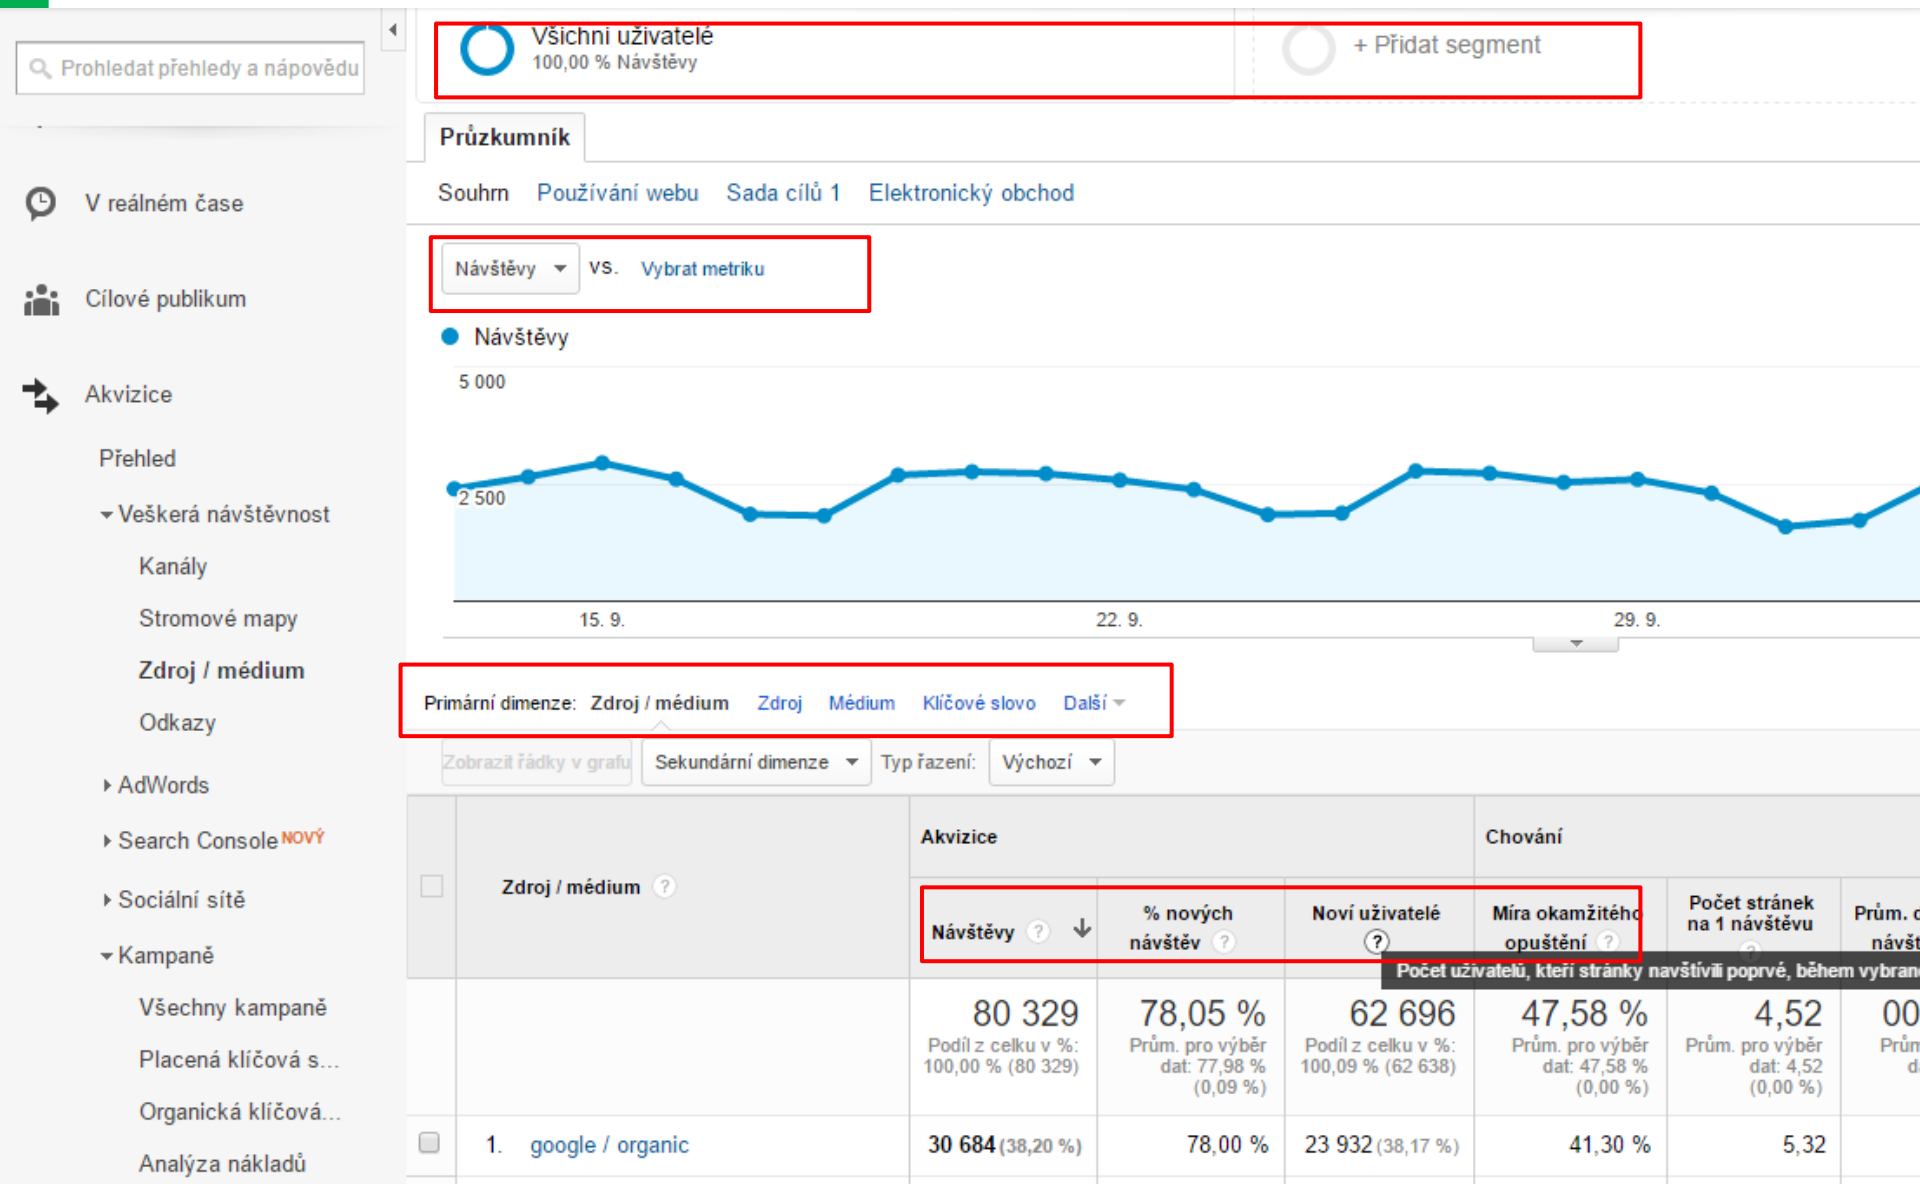 Prohledat přehledy a nápovědu
V reálném čase
Cílové publikum
Akvizice
Přehled
Veškerá návštěvnost
Kanály
Stromové mapy
Zdroj / médium
Odkazy
AdWords
Search Console NOVÝ
Sociální sítě
Kampaně
Všechny kampaně
Placená klíčová s...
Organická klíčová...
Analýza nákladů
Všichni uživatelé
100,00 % Návštěvy
+ Přidat segment
Průzkumník
Souhrn Používání webu Sada cílů 1 Elektronický obchod
Návštěvy VS. Vybrat metriku
Návštěvy
5 000
2 500
15. 9. 22. 9. 29. 9.
Primární dimenze: Zdroj / médium Zdroj Médium Klíčové slovo Další
Zobrazit řádky v grafu Sekundární dimenze Typ řazení: Výchozí
Akvizice Chování
Zdroj / médium ?
Návštěvy ?
% nových
návštěv ?
Noví uživatelé
?
Míra okamžitého
opuštění ?
Počet stránek
na 1 návštěvu
?
Prům.
Počet uživatelů, kteří stránky navštívili poprvé, během
80 329 78,05 % 62 696 47,58 % 4,52 00
Podíl z celku v %:
100,00 % (80 329)
Prům. pro výběr
dat: 77,98 %
(0,09 %)
Podíl z celku v %:
100,09 % (62 638)
Prům. pro výběr
dat: 47,58 %
(0,00 %)
Prům. pro výběr
dat: 4,52
(0,00 %)
1. google / organic 30 684 (38,20 %) 78,00 % 23 932 (38,17 %) 41,30 % 5,32